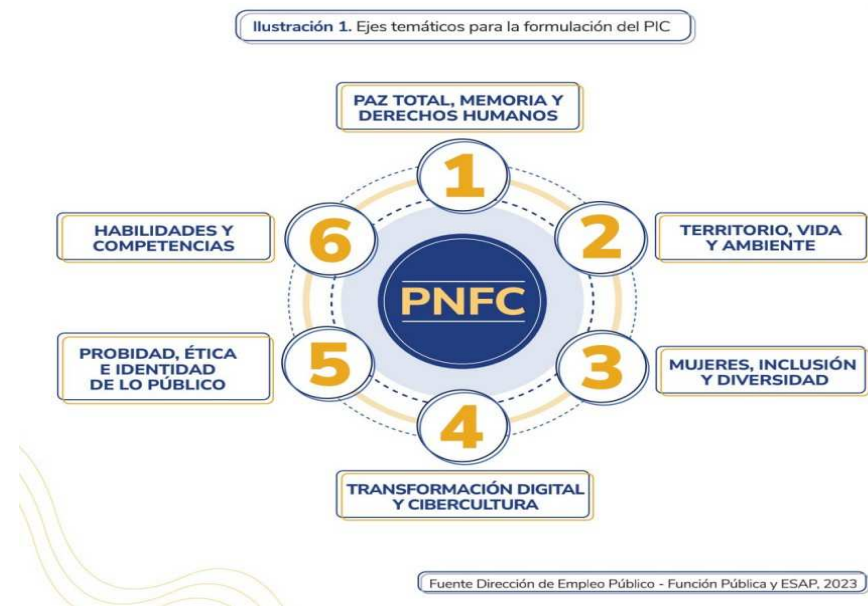 Ilustración 1. Ejes temáticos para la formulación del PIC
PAZ TOTAL, MEMORIA Y
DERECHOS HUMANOS
1
2
TERRITORIO, VIDA
Y AMBIENTE
3
MUJERES, INCLUSIÓN
Y DIVERSIDAD
4
TRANSFORMACIÓN DIGITAL
Y CIBERCULTURA
5
PROBIDAD, ÉTICA
E IDENTIDAD
DE LO PÚBLICO
6
HABILIDADES Y
COMPETENCIAS
PNFC
Fuente Dirección de Empleo Público - Función Pública y ESAP, 2023